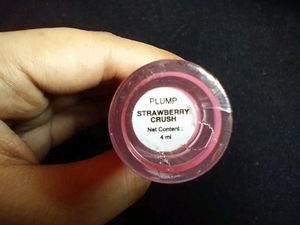 PLUMP
STRAWBERRY
CRUSH
Net Content :
4 ml